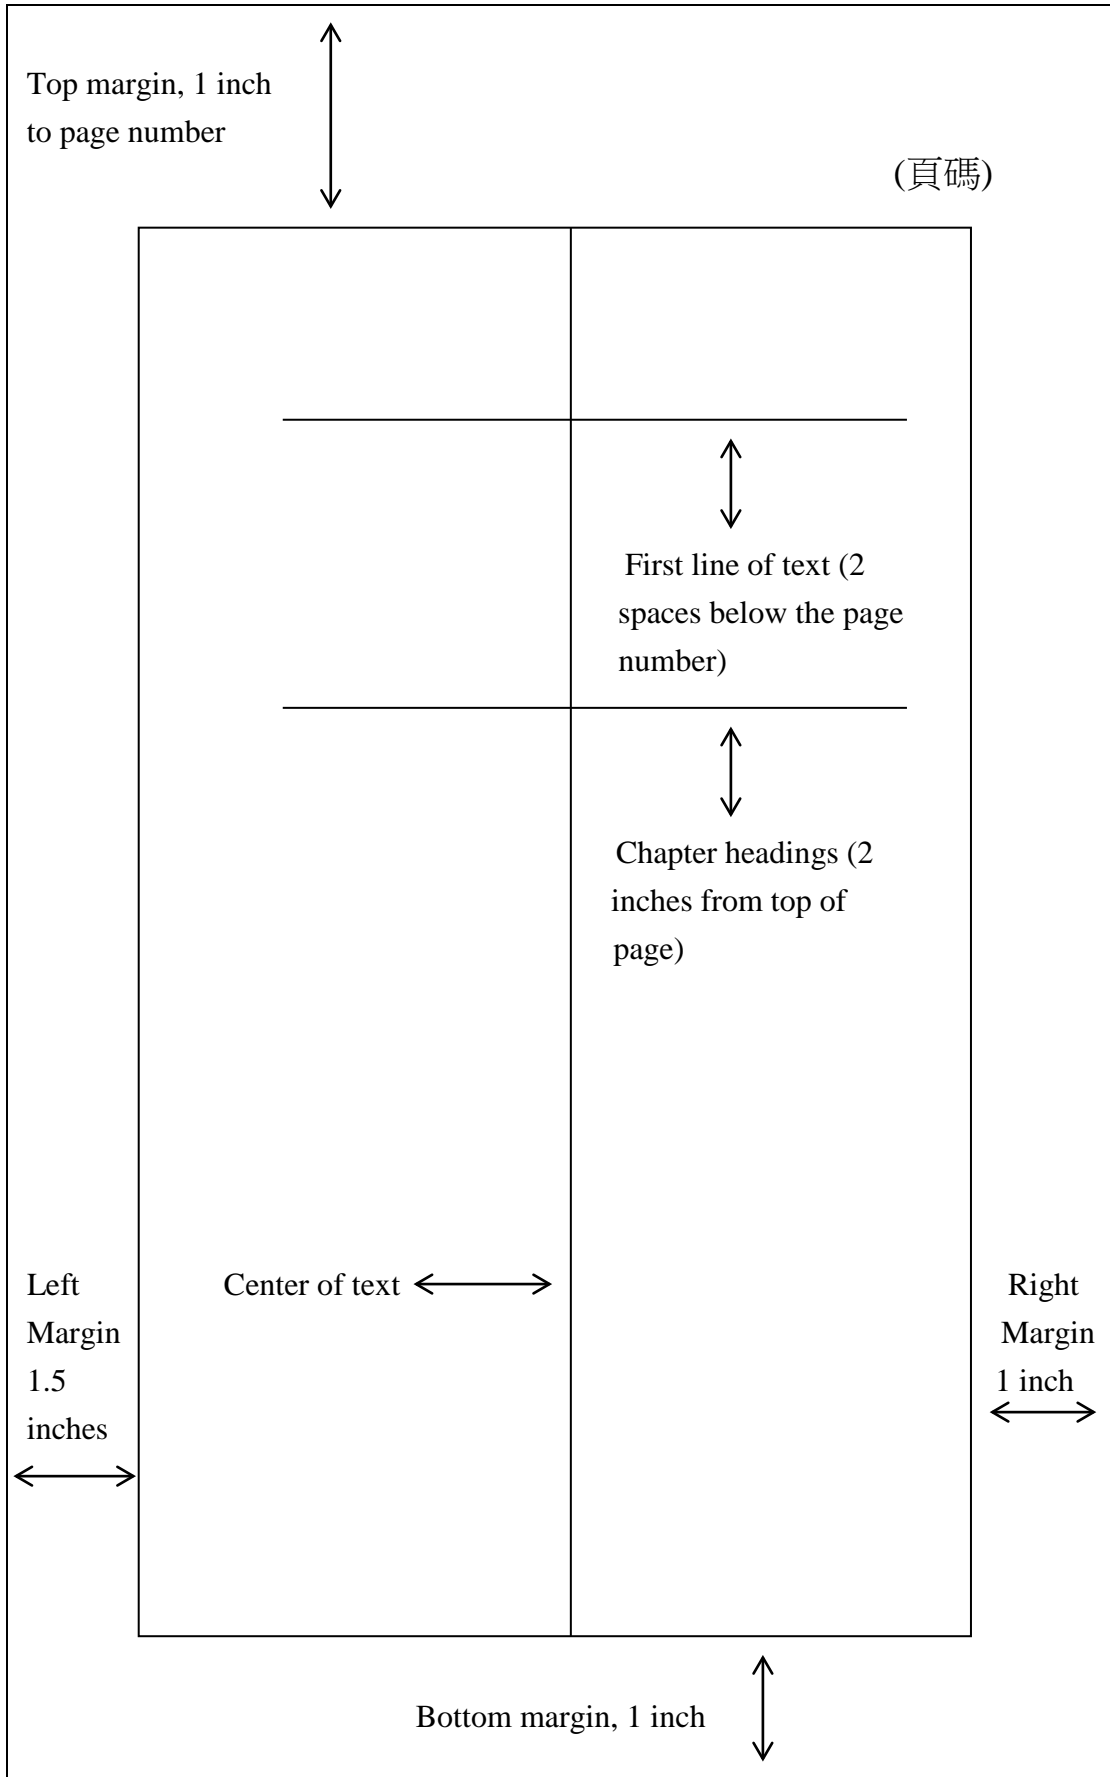 Top margin, 1 inch
to page number
(頁碼)
First line of text (2
spaces below the page
number)
Chapter headings (2
inches from top of
page)
Left
Margin
1.5
inches
Center of text
Right
Margin
1 inch
Bottom margin, 1 inch